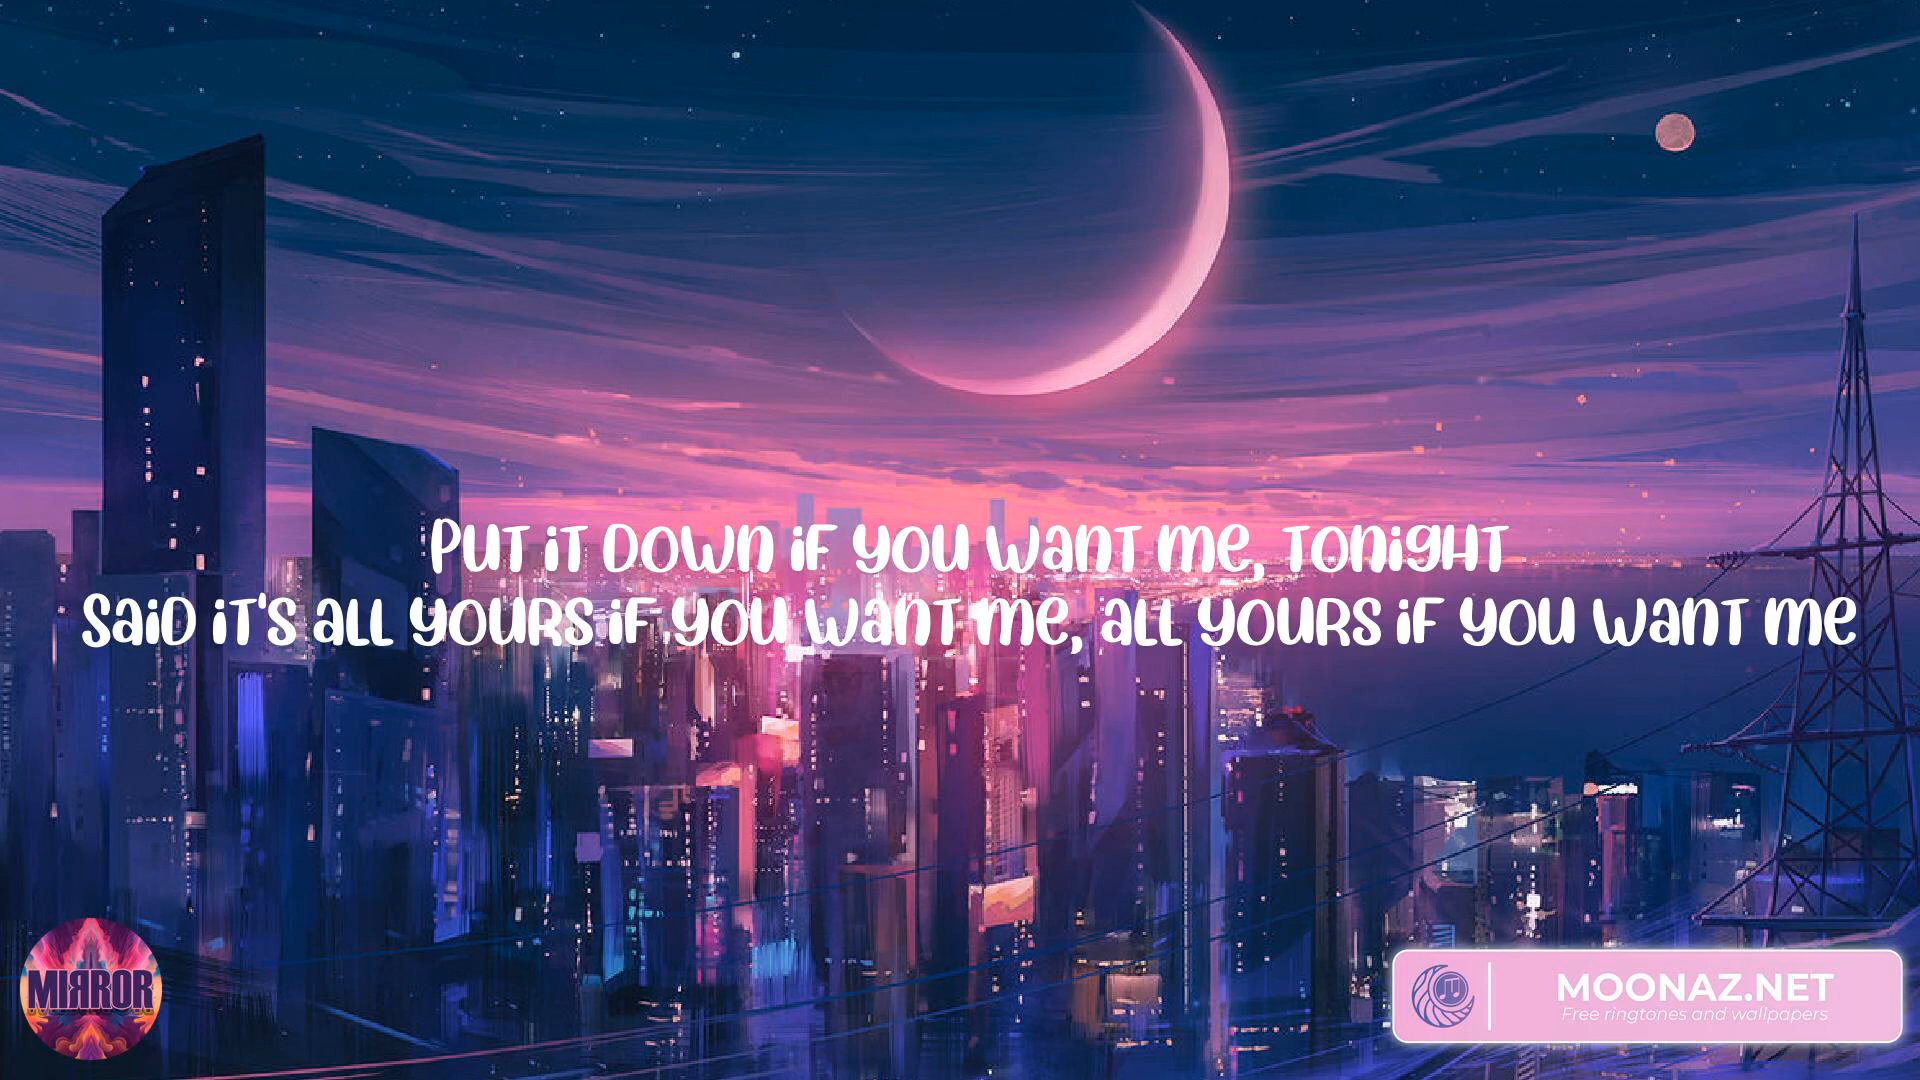 Put it down if you want me, tonight
Said it's all yours if you want me, all yours if you want me
MIRROR
MOONAZ.NET
Free ringtones and wallpapers